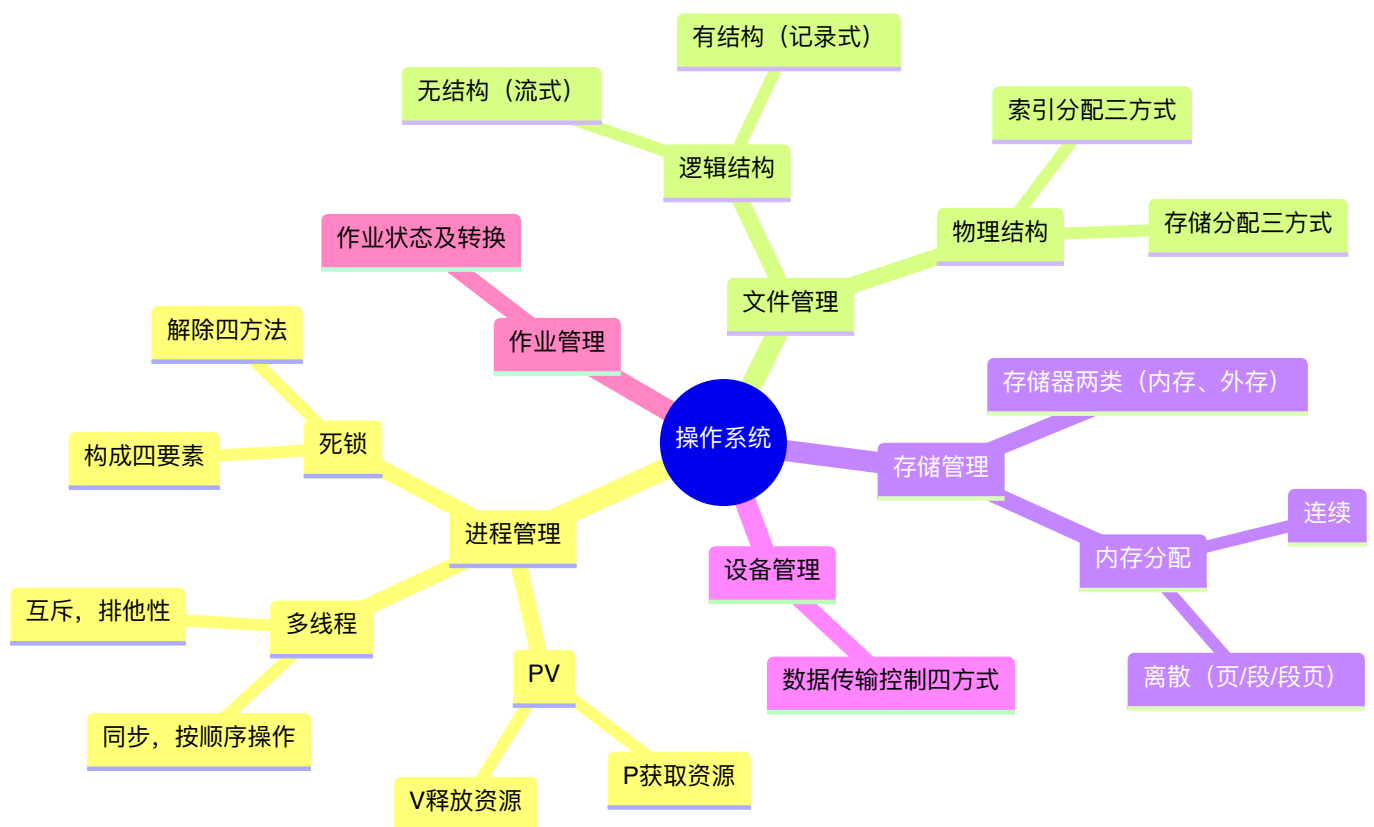 操作系统
文件管理
逻辑结构
无结构（流式）
有结构（记录式）
物理结构
索引分配三方式
存储分配三方式
存储管理
存储器两类（内存、外存）
内存分配
连续
离散（页/段/段页）
设备管理
数据传输控制四方式
进程管理
死锁
解除四方法
构成四要素
多线程
互斥，排他性
同步，按顺序操作
PV
V释放资源
P获取资源
作业管理
作业状态及转换